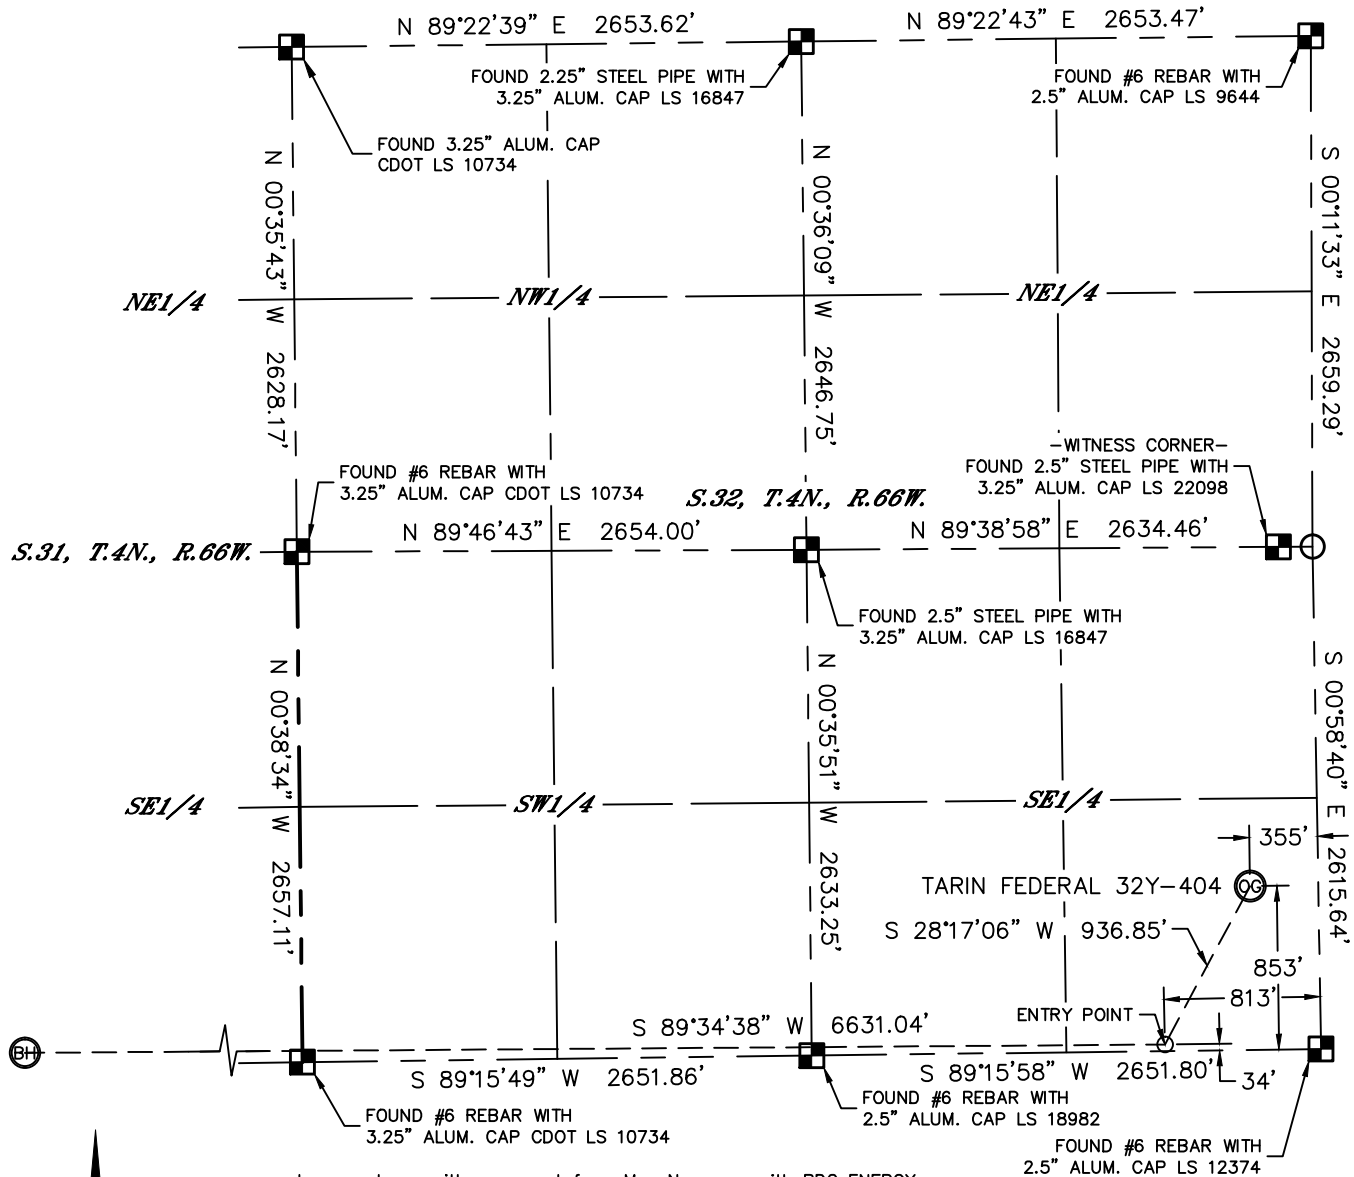 N 89°22'39" E 2653.62'
N 89°22'43" E 2653.47'
FOUND 2.25" STEEL PIPE WITH
3.25" ALUM. CAP LS 16847
FOUND #6 REBAR WITH
2.5" ALUM. CAP LS 9644
FOUND 3.25" ALUM. CAP
CDOT LS 10734
N 00°35'43" W 2628.17'
N 00°36'09" W 2646.75'
S 00°11'33" E 2659.29'
NE1/4
NW1/4
NE1/4
-WITNESS CORNER-
FOUND 2.5" STEEL PIPE WITH
3.25" ALUM. CAP LS 22098
FOUND #6 REBAR WITH
3.25" ALUM. CAP CDOT LS 10734
S.32, T.4N., R.66W.
N 89°46'43" E 2654.00'
N 89°38'58" E 2634.46'
S.31, T.4N., R.66W.
FOUND 2.5" STEEL PIPE WITH
3.25" ALUM. CAP LS 16847
N 00°38'34" W 2657.11'
N 00°35'51" W 2633.25'
S 00°58'40" E 2615.64'
SE1/4
SW1/4
SE1/4
355'
TARIN FEDERAL 32Y-404
OG
S 28°17'06" W 936.85'
853'
813'
ENTRY POINT
S 89°34'38" W 6631.04'
BH
S 89°15'49" W 2651.86'
S 89°15'58" W 2651.80'
34'
FOUND #6 REBAR WITH
2.5" ALUM. CAP LS 18982
FOUND #6 REBAR WITH
3.25" ALUM. CAP CDOT LS 10734
FOUND #6 REBAR WITH
2.5" ALUM. CAP LS 12374